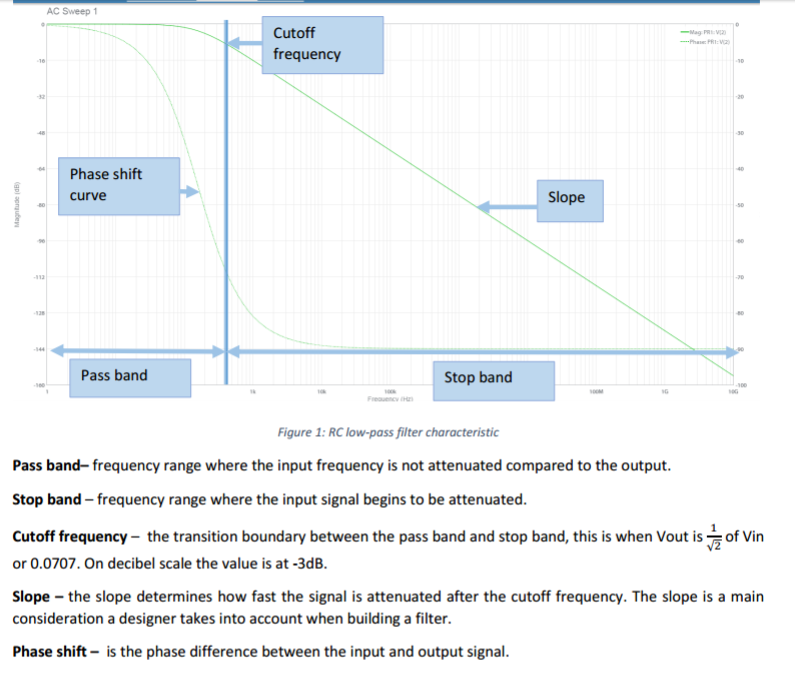 AC Sweep 1
Cutoff
frequency
Mag: PR1: V(2)
Phase: PR1: V(2)
0
-16
-32
-48
-64
-80
-96
-112
-128
-144
-160
0
-10
-20
-30
-40
-50
-60
-70
-80
-90
-100
Magnitude (dB)
Phase shift
curve
Slope
Pass band
Stop band
1
1k
10k
100k
100M
1G
10G
Frequency (Hz)
Figure 1: RC low-pass filter characteristic
Pass band– frequency range where the input frequency is not attenuated compared to the output.
Stop band – frequency range where the input signal begins to be attenuated.
Cutoff frequency – the transition boundary between the pass band and stop band, this is when Vout is 1/√2 of Vin
or 0.0707. On decibel scale the value is at -3dB.
Slope – the slope determines how fast the signal is attenuated after the cutoff frequency. The slope is a main
consideration a designer takes into account when building a filter.
Phase shift – is the phase difference between the input and output signal.